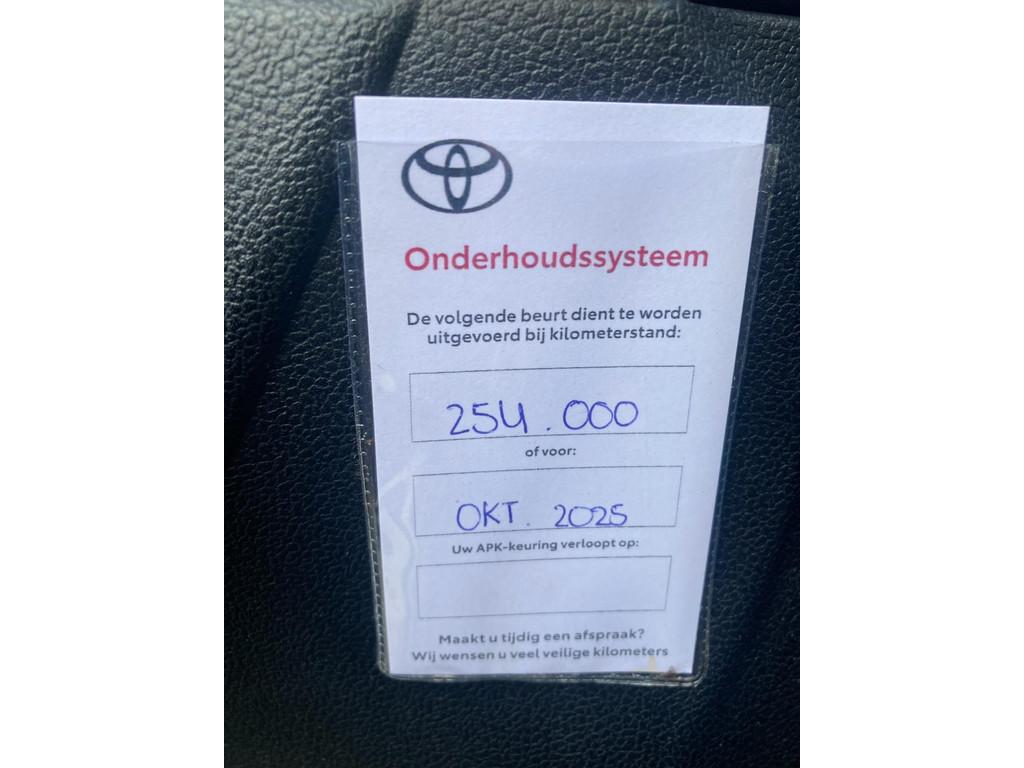 Onderhoudssysteem
De volgende beurt dient te worden
uitgevoerd bij kilometerstand:
254.000
of voor:
OKT. 2025
Uw APK-keuring verloopt op:
Maakt u tijdig een afspraak?
Wij wensen u veel veilige kilometers